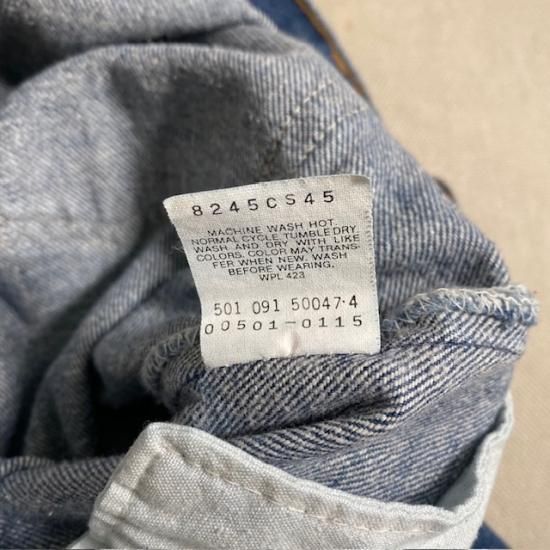 8245CS45
MACHINE WASH HOT.
NORMAL CYCLE, TUMBLE DRY.
WASH AND DRY WITH LIKE
COLORS. COLOR MAY TRANS-
FER WHEN NEW. WASH
BEFORE WEARING.
WPL 423
501 091 50047-4
00501-0115